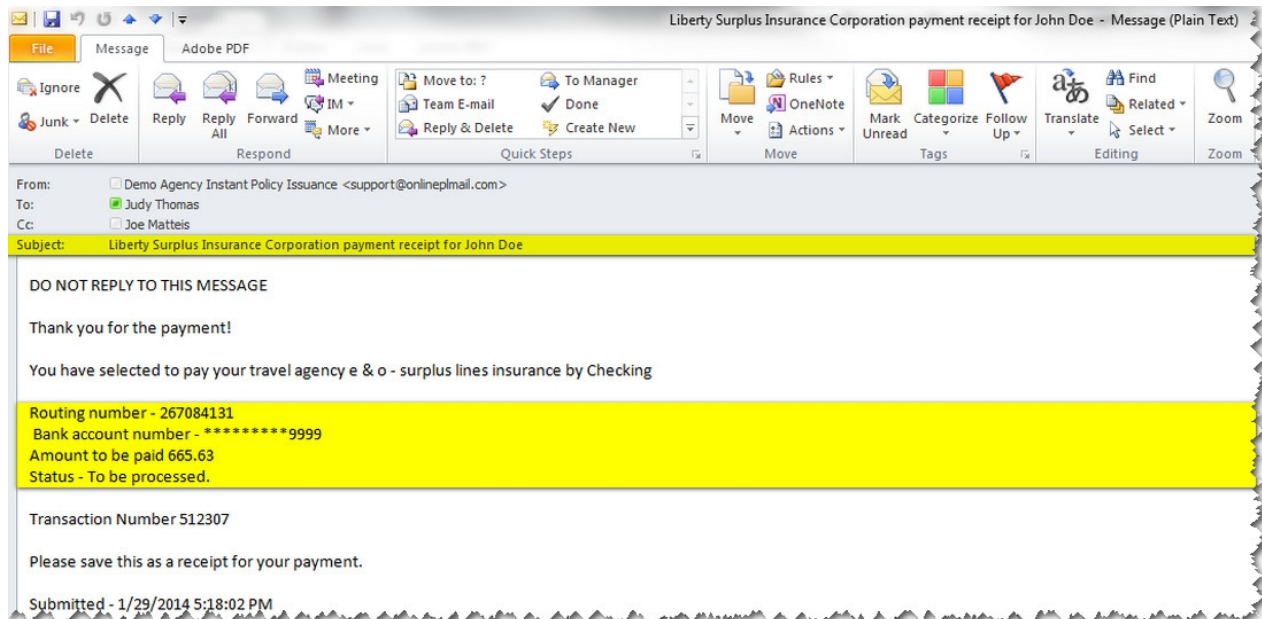 Liberty Surplus Insurance Corporation payment receipt for John Doe - Message (Plain Text)
File Message Adobe PDF
Ignore
Junk
Delete
Reply
Reply All
Forward
Meeting
IM
More
Move to: ?
Team E-mail
Reply & Delete
To Manager
Done
Create New
Move
Rules
OneNote
Actions
Mark Unread
Categorize
Follow Up
Translate
Find
Related
Select
Zoom
Delete Respond Quick Steps Move Tags Editing Zoom
From: Demo Agency Instant Policy Issuance <support@onlineplmail.com>
To: Judy Thomas
Cc: Joe Matteis
Subject: Liberty Surplus Insurance Corporation payment receipt for John Doe
DO NOT REPLY TO THIS MESSAGE
Thank you for the payment!
You have selected to pay your travel agency e & o - surplus lines insurance by Checking
Routing number - 267084131
Bank account number - *********9999
Amount to be paid 665.63
Status - To be processed.
Transaction Number 512307
Please save this as a receipt for your payment.
Submitted - 1/29/2014 5:18:02 PM